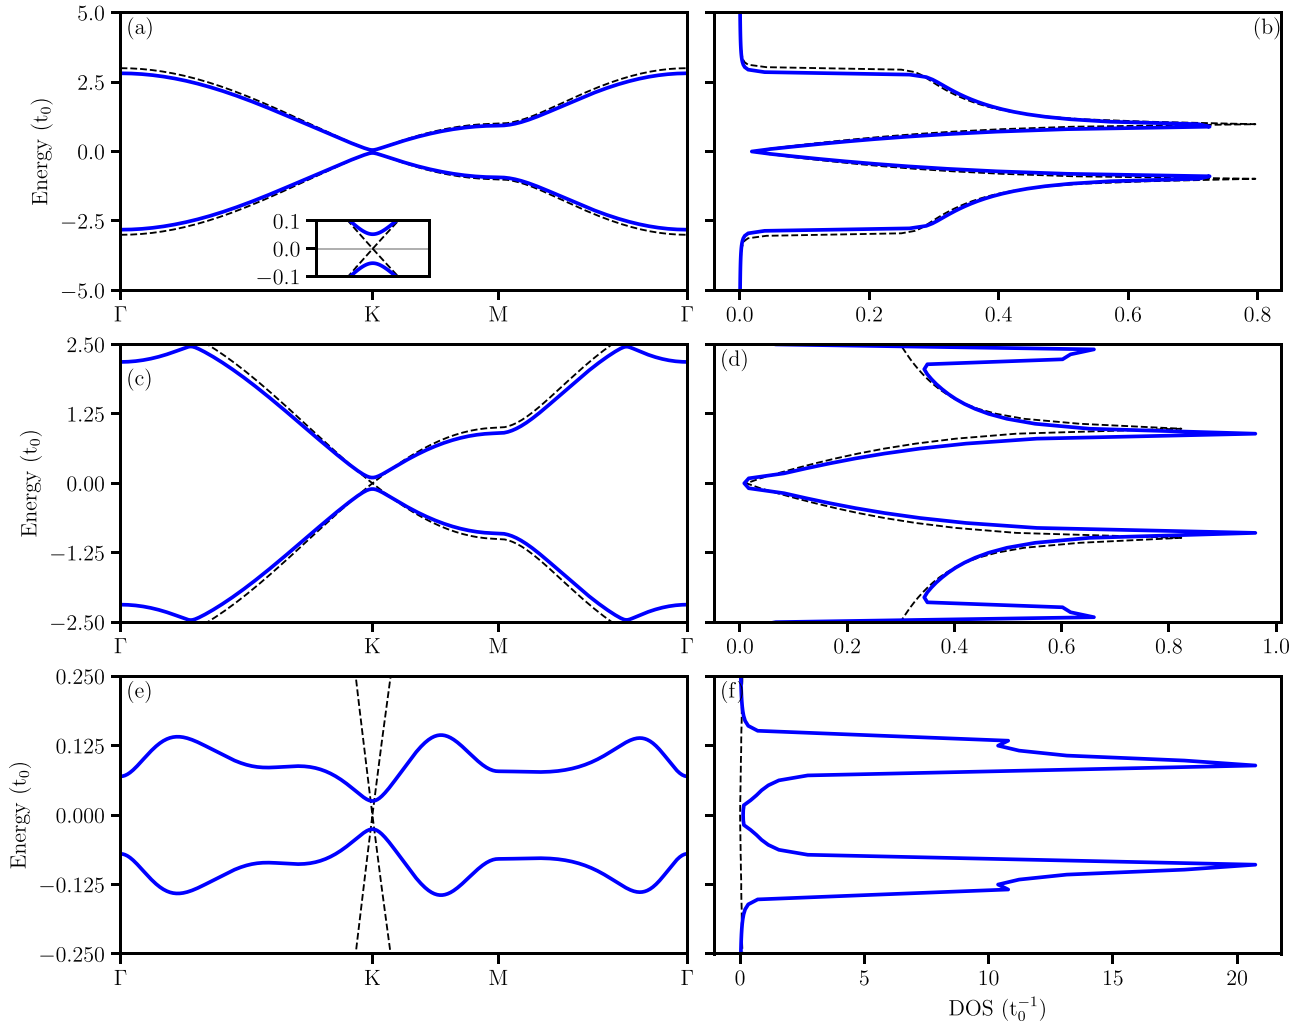 (a)
5.0
2.5
0.0
−2.5
−5.0
Energy (t₀)
0.1
0.0
−0.1
Γ K M Γ
(b)
0.0 0.2 0.4 0.6 0.8
(c)
2.50
1.25
0.00
−1.25
−2.50
Energy (t₀)
Γ K M Γ
(d)
0.0 0.2 0.4 0.6 0.8 1.0
(e)
0.250
0.125
0.000
−0.125
−0.250
Energy (t₀)
Γ K M Γ
(f)
0 5 10 15 20
DOS (t₀⁻¹)